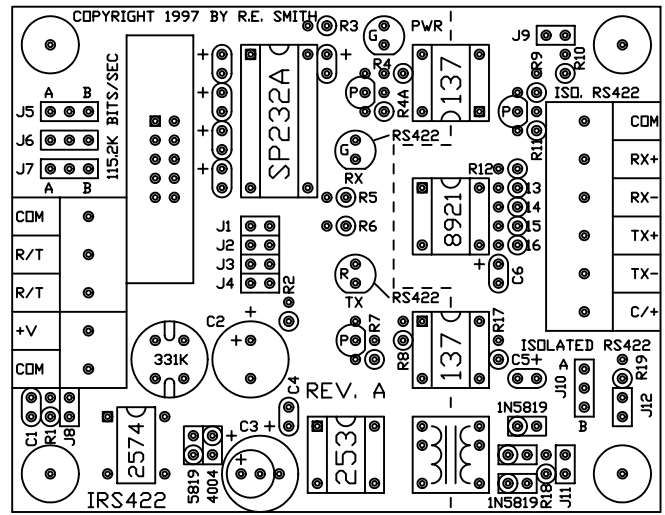 COPYRIGHT 1997 BY R.E. SMITH
R3
G
PWR
J9
R10
R9
R4
P
R4A
137
P
R11
ISO. RS422
A B
J5
J6
J7
A B
115.2K BITS/SEC
+
+
+
+
+
SP232A
RS422
G
RX
R5
R6
R12
13
14
15
16
8921
+
C6
COM
RX+
RX-
TX+
TX-
C/+
COM
R/T
R/T
+V
COM
J1
J2
J3
J4
R2
R
TX
RS422
331K
C2
+
+
P
R7
R8
137
R17
ISOLATED RS422
C5+
A
J10
B
R19
J12
REV. A
C4
+
C1
R1
J8
2574
5819
4004
+
C3
+
253
1N5819
1N5819
R18
J11
IRS422